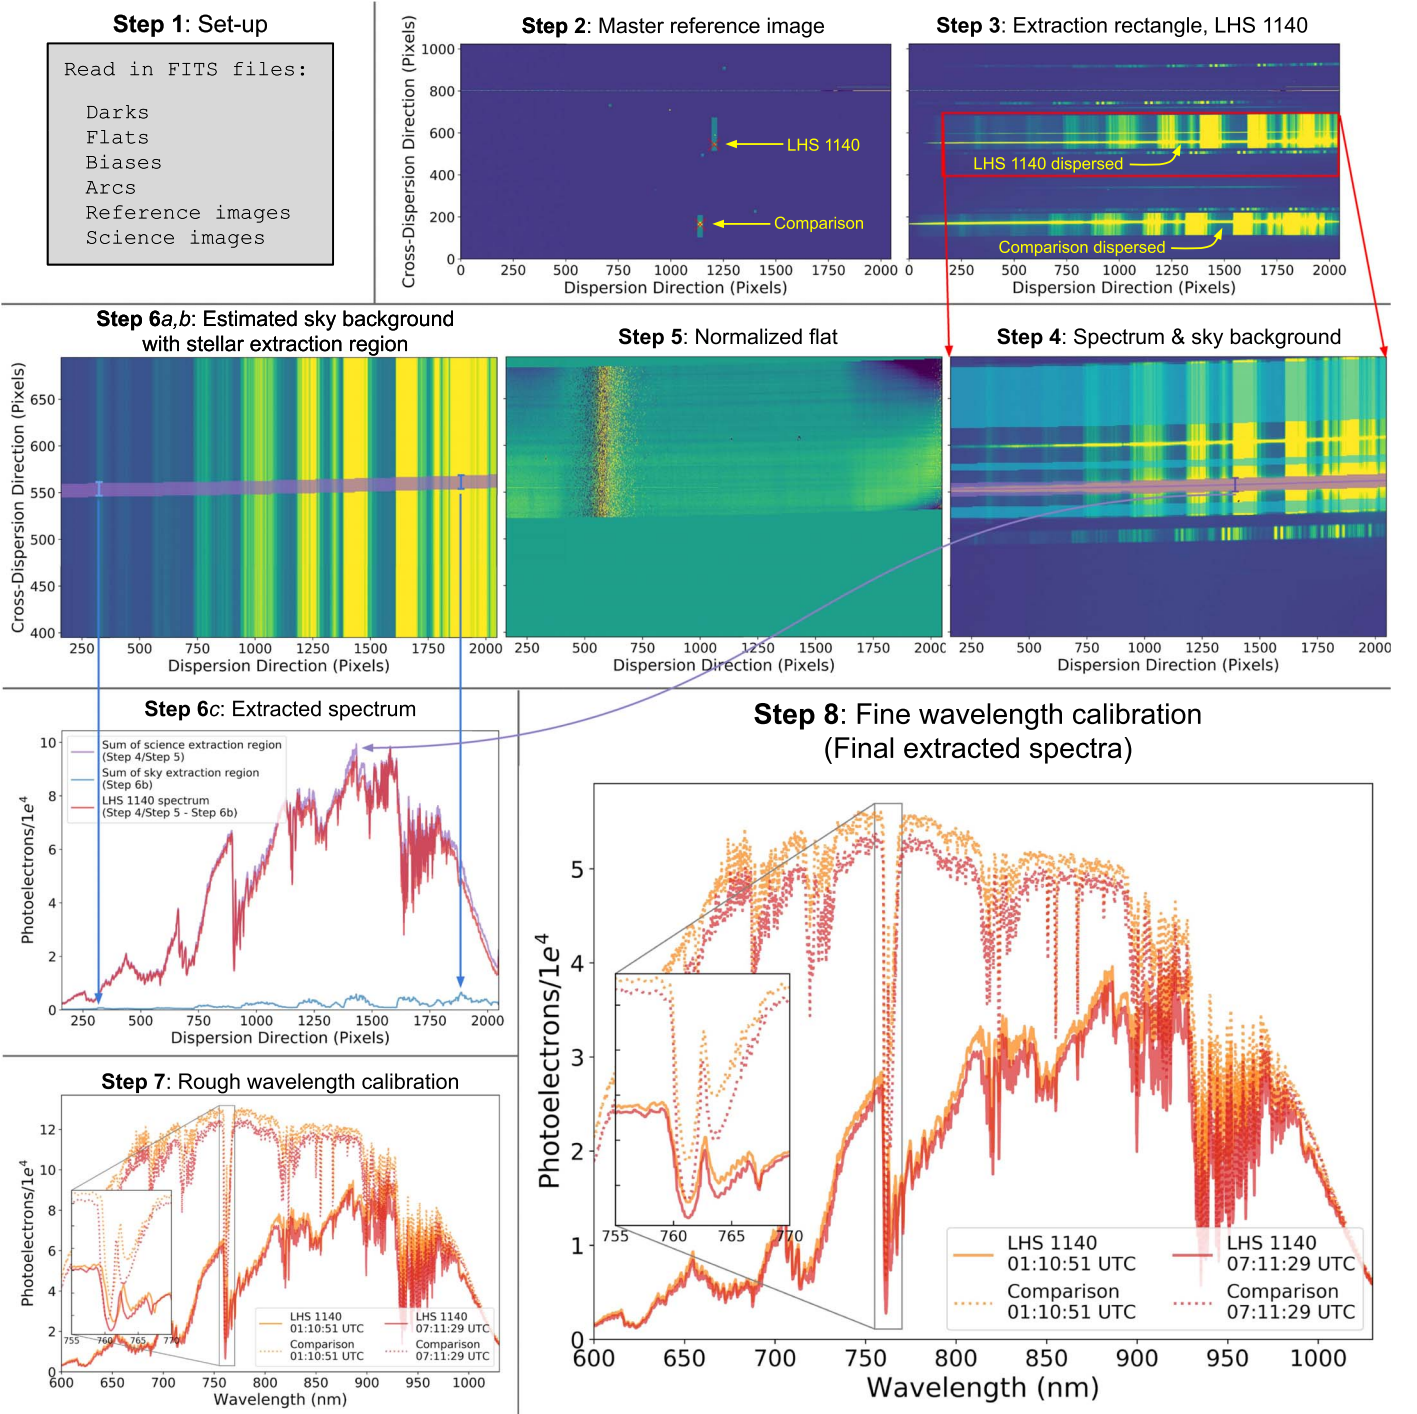 Step 1: Set-up
Read in FITS files:
Darks
Flats
Biases
Arcs
Reference images
Science images
Step 2: Master reference image
Cross-Dispersion Direction (Pixels)
1000
800
600
400
200
0
LHS 1140
Comparison
0 250 500 750 1000 1250 1500 1750 2000
Dispersion Direction (Pixels)
Step 3: Extraction rectangle, LHS 1140
LHS 1140 dispersed
Comparison dispersed
0 250 500 750 1000 1250 1500 1750 2000
Dispersion Direction (Pixels)
Step 6a,b: Estimated sky background
with stellar extraction region
Cross-Dispersion Direction (Pixels)
650
600
550
500
450
400
250 500 750 1000 1250 1500 1750 2000
Dispersion Direction (Pixels)
Step 5: Normalized flat
250 500 750 1000 1250 1500 1750 2000
Dispersion Direction (Pixels)
Step 4: Spectrum & sky background
250 500 750 1000 1250 1500 1750 2000
Dispersion Direction (Pixels)
Step 6c: Extracted spectrum
Photoelectrons/1e⁴
10
8
6
4
2
0
Sum of science extraction region
(Step 4/Step 5)
Sum of sky extraction region
(Step 6b)
LHS 1140 spectrum
(Step 4/Step 5 - Step 6b)
250 500 750 1000 1250 1500 1750 2000
Dispersion Direction (Pixels)
Step 7: Rough wavelength calibration
Photoelectrons/1e⁴
12
10
8
6
4
2
0
755 760 765 770
LHS 1140
01:10:51 UTC
Comparison
01:10:51 UTC
LHS 1140
07:11:29 UTC
Comparison
07:11:29 UTC
600 650 700 750 800 850 900 950 1000
Wavelength (nm)
Step 8: Fine wavelength calibration
(Final extracted spectra)
Photoelectrons/1e⁴
5
4
3
2
1
0
755 760 765 770
LHS 1140
01:10:51 UTC
Comparison
01:10:51 UTC
LHS 1140
07:11:29 UTC
Comparison
07:11:29 UTC
600 650 700 750 800 850 900 950 1000
Wavelength (nm)